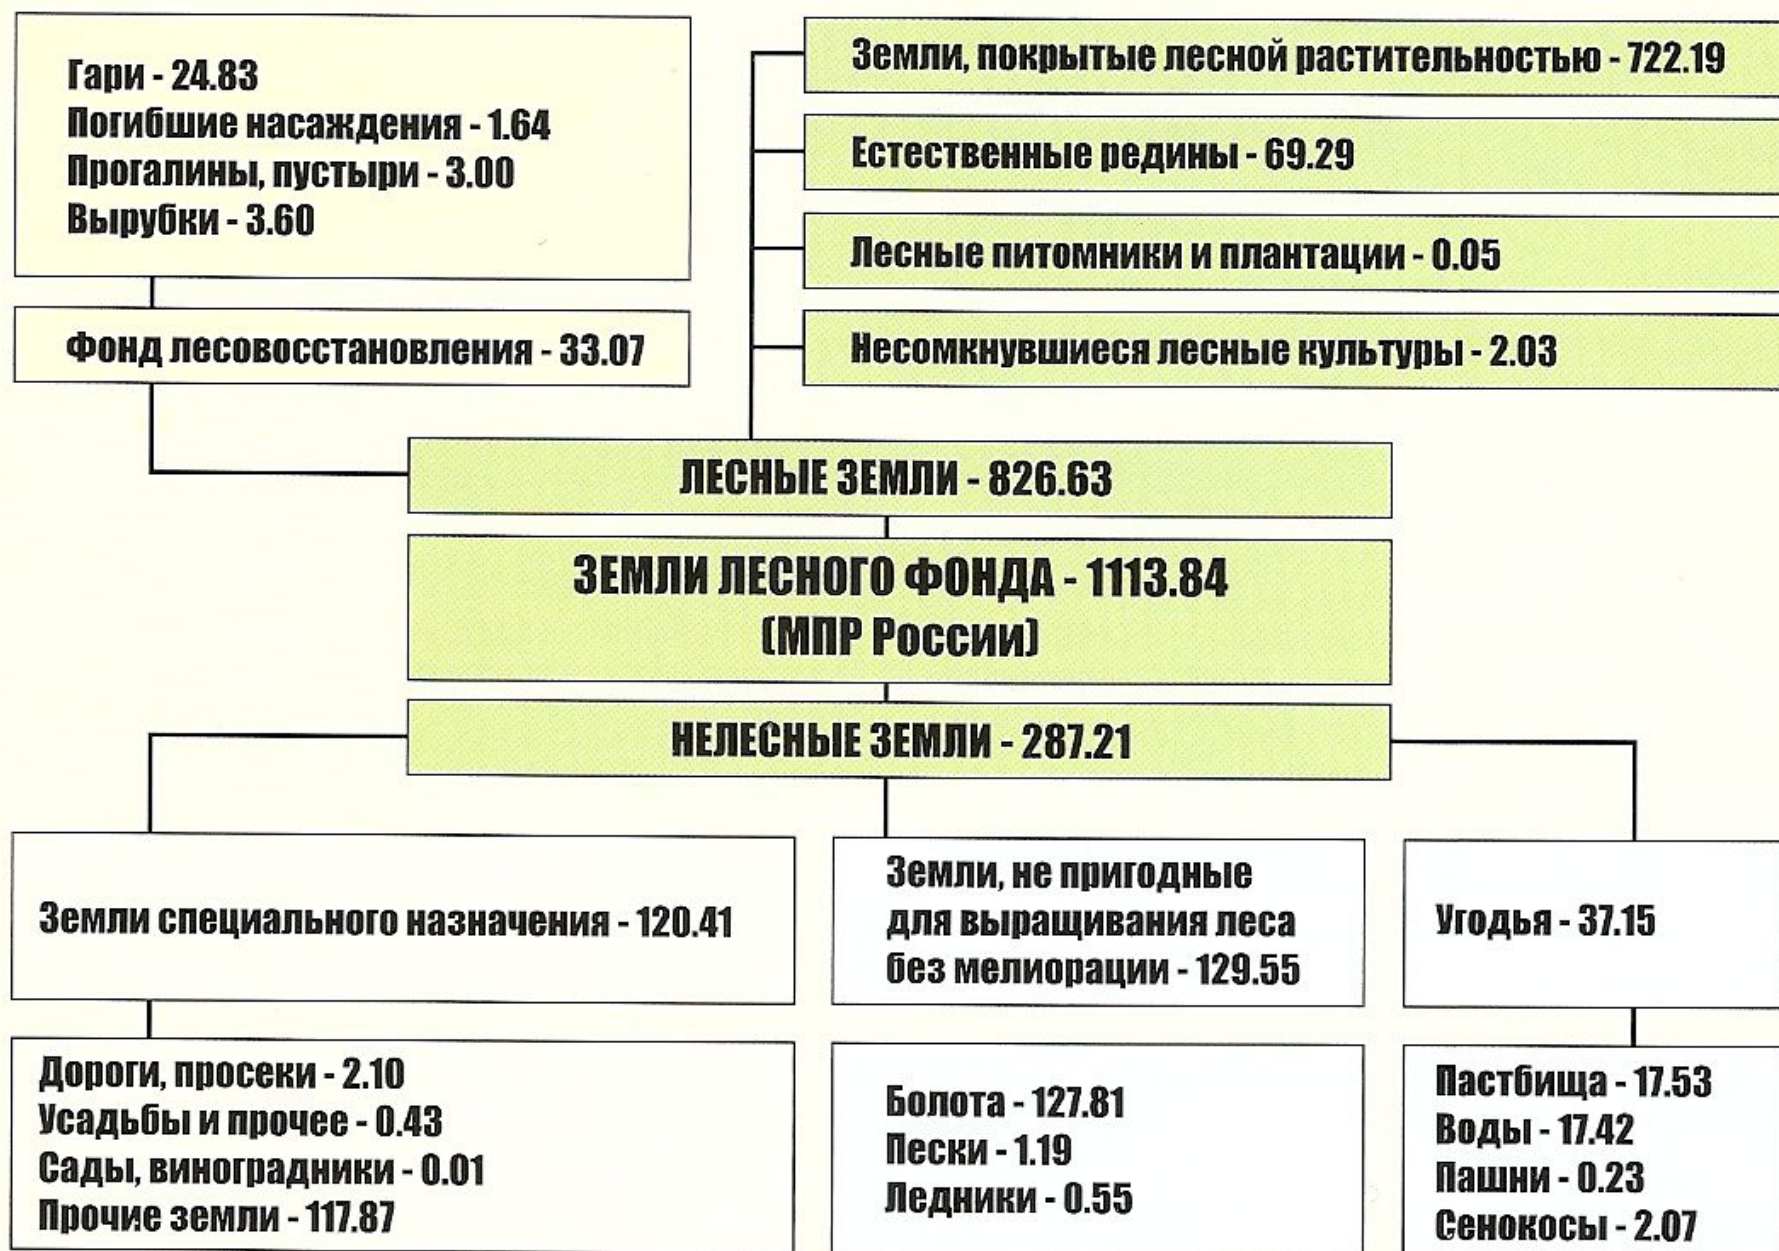 Гари - 24.83
Погибшие насаждения - 1.64
Прогалины, пустыри - 3.00
Вырубки - 3.60
Фонд лесовосстановления - 33.07
Земли, покрытые лесной растительностью - 722.19
Естественные редины - 69.29
Лесные питомники и плантации - 0.05
Несомкнувшиеся лесные культуры - 2.03
ЛЕСНЫЕ ЗЕМЛИ - 826.63
ЗЕМЛИ ЛЕСНОГО ФОНДА - 1113.84
(МПР России)
НЕЛЕСНЫЕ ЗЕМЛИ - 287.21
Земли специального назначения - 120.41
Земли, не пригодные
для выращивания леса
без мелиорации - 129.55
Угодья - 37.15
Дороги, просеки - 2.10
Усадьбы и прочее - 0.43
Сады, виноградники - 0.01
Прочие земли - 117.87
Болота - 127.81
Пески - 1.19
Ледники - 0.55
Пастбища - 17.53
Воды - 17.42
Пашни - 0.23
Сенокосы - 2.07